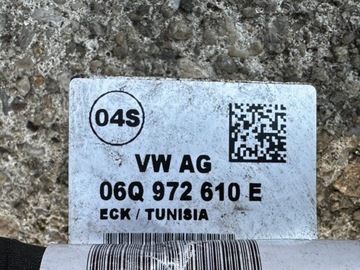 04S
VW AG
06Q 972 610 E
ECK / TUNISIA